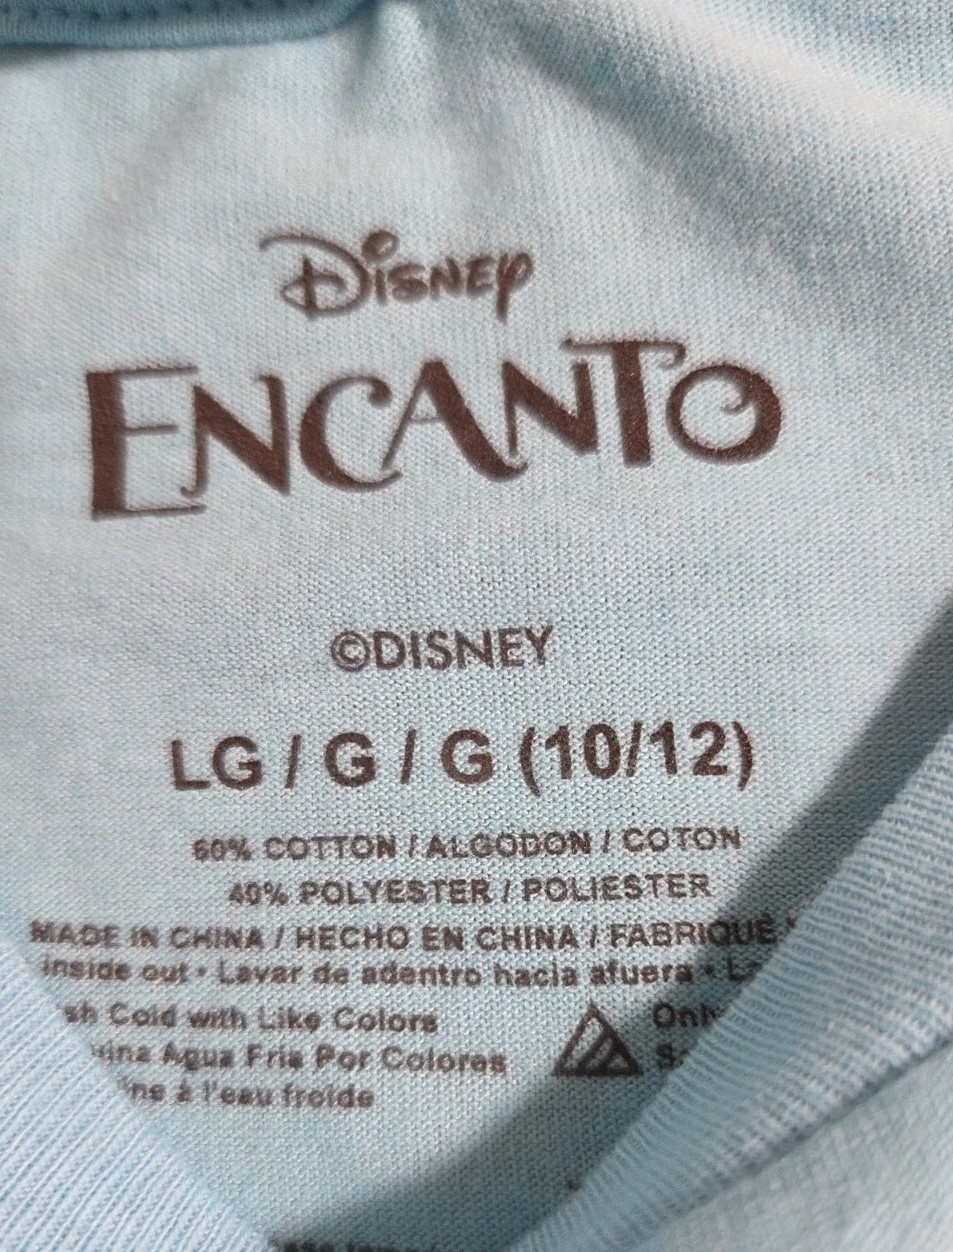 Disney
ENCANTO
©DISNEY
LG / G / G (10/12)
60% COTTON / ALGODON / COTON
40% POLYESTER / POLIESTER
MADE IN CHINA / HECHO EN CHINA / FABRIQUÉ
inside out • Lavar de adentro hacia afuera •
Cold with Like Colors
Agua Fria Por Colores
à l'eau froide